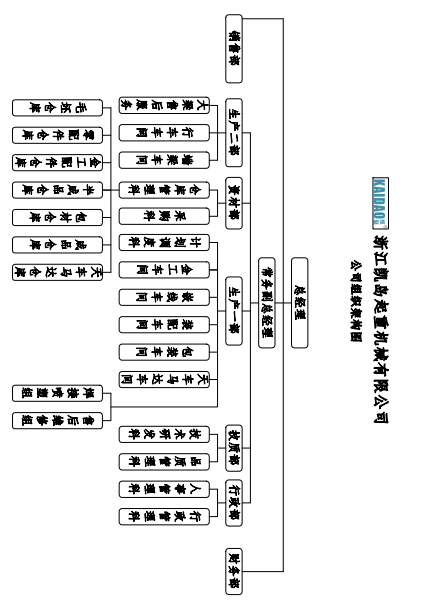 KAIDAO®
浙江凯岛起重机械有限公司
公司组织架构图
总经理
常务副总经理
销售部
生产二部
资材部
生产一部
技质部
行政部
财务部
大梁售后服务
行车车间
端梁车间
仓库管理科
采购科
计划调度科
金工车间
嵌线车间
装配车间
包装车间
天车马达车间
技术研发科
品质管理科
人事管理科
行政管理科
毛坯仓库
零配件仓库
金工配件仓库
半成品仓库
包材仓库
成品仓库
天车马达仓库
焊接喷塑组
售后维修组